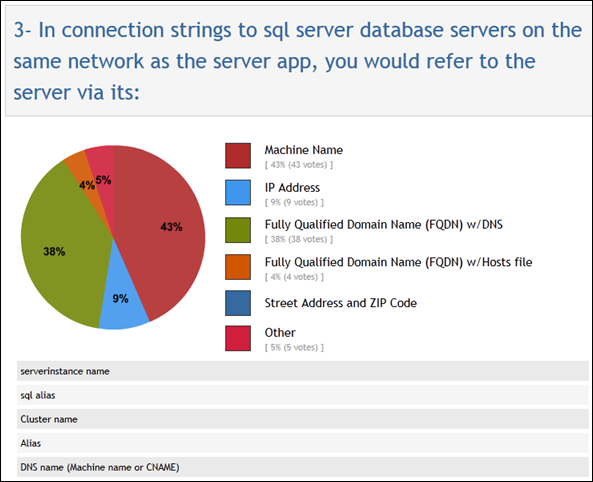 3- In connection strings to sql server database servers on the
same network as the server app, you would refer to the
server via its:
43%
9%
38%
4%
5%
Machine Name
[ 43% (43 votes) ]
IP Address
[ 9% (9 votes) ]
Fully Qualified Domain Name (FQDN) w/DNS
[ 38% (38 votes) ]
Fully Qualified Domain Name (FQDN) w/Hosts file
[ 4% (4 votes) ]
Street Address and ZIP Code
Other
[ 5% (5 votes) ]
serverinstance name
sql alias
Cluster name
Alias
DNS name (Machine name or CNAME)